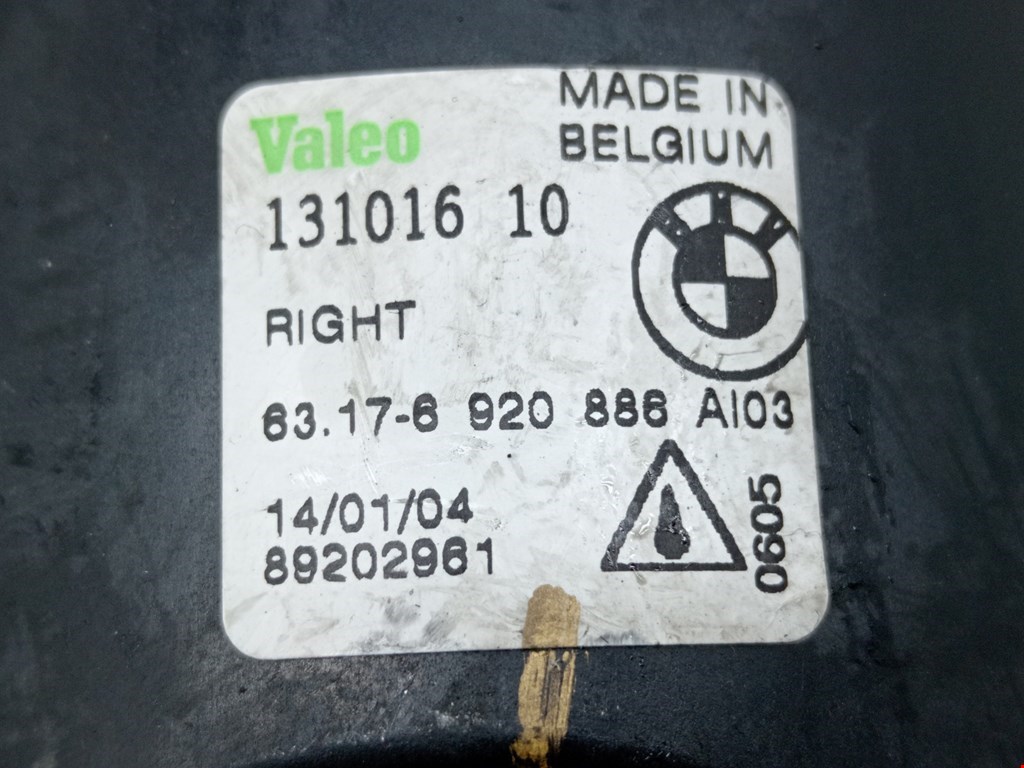 Valeo
MADE IN
BELGIUM
131016 10
RIGHT
63.17-6 920 886 AI03
14/01/04
89202961
0605